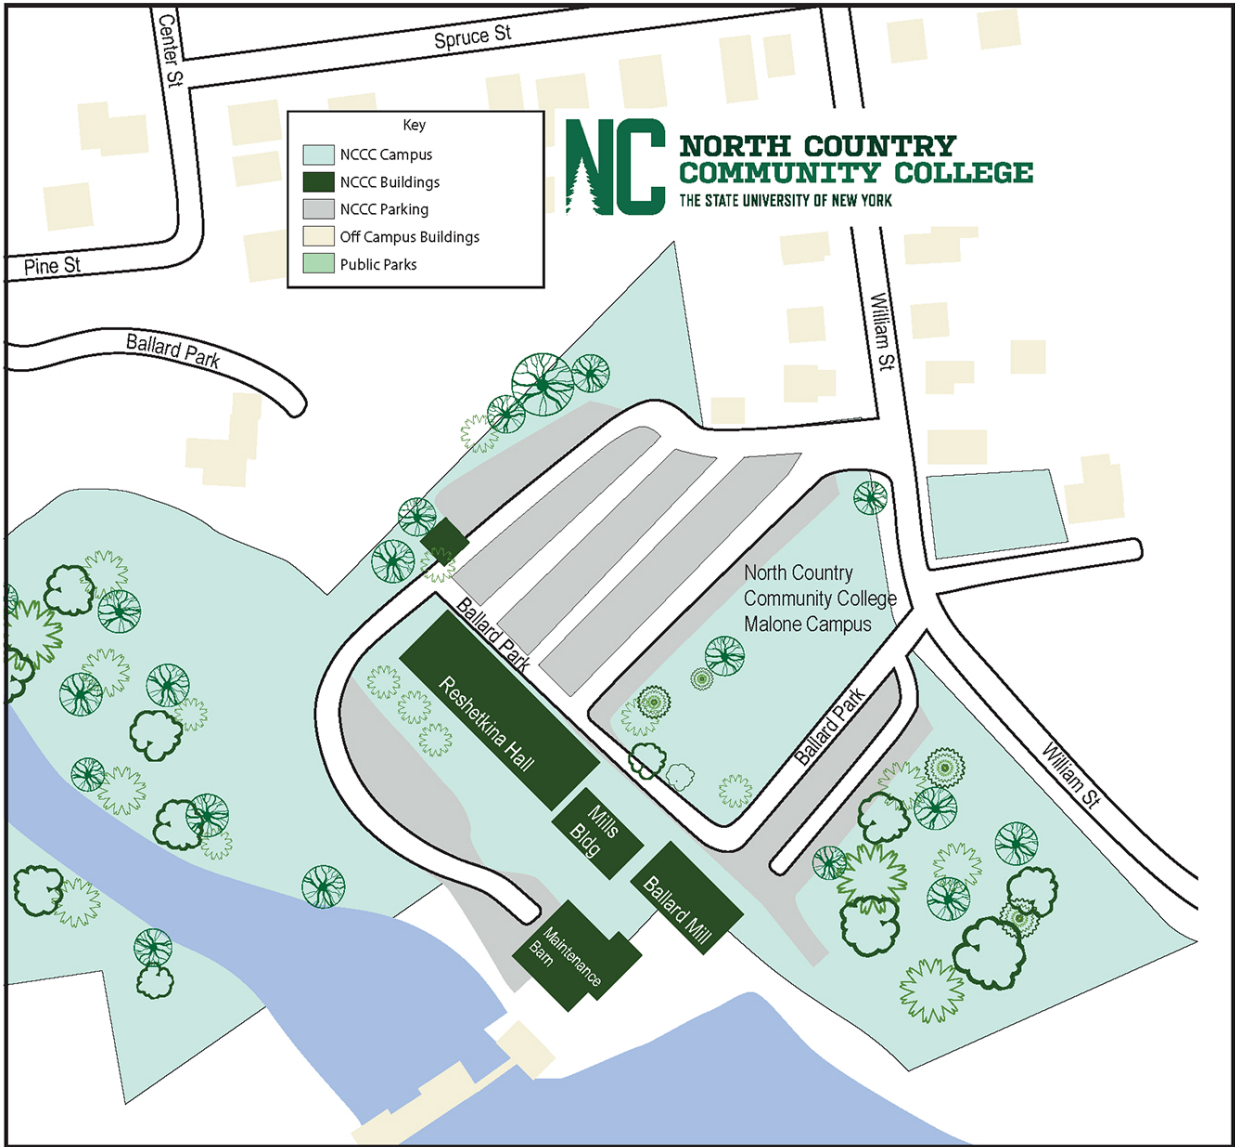 Center St
Spruce St
Key
NCCC Campus
NCCC Buildings
NCCC Parking
Off Campus Buildings
Public Parks
NC
NORTH COUNTRY
COMMUNITY COLLEGE
THE STATE UNIVERSITY OF NEW YORK
Pine St
Ballard Park
William St
North Country
Community College
Malone Campus
Ballard Park
Reshetkina Hall
Ballard Park
William St
Mills
Bldg
Ballard Mill
Maintenance
Barn